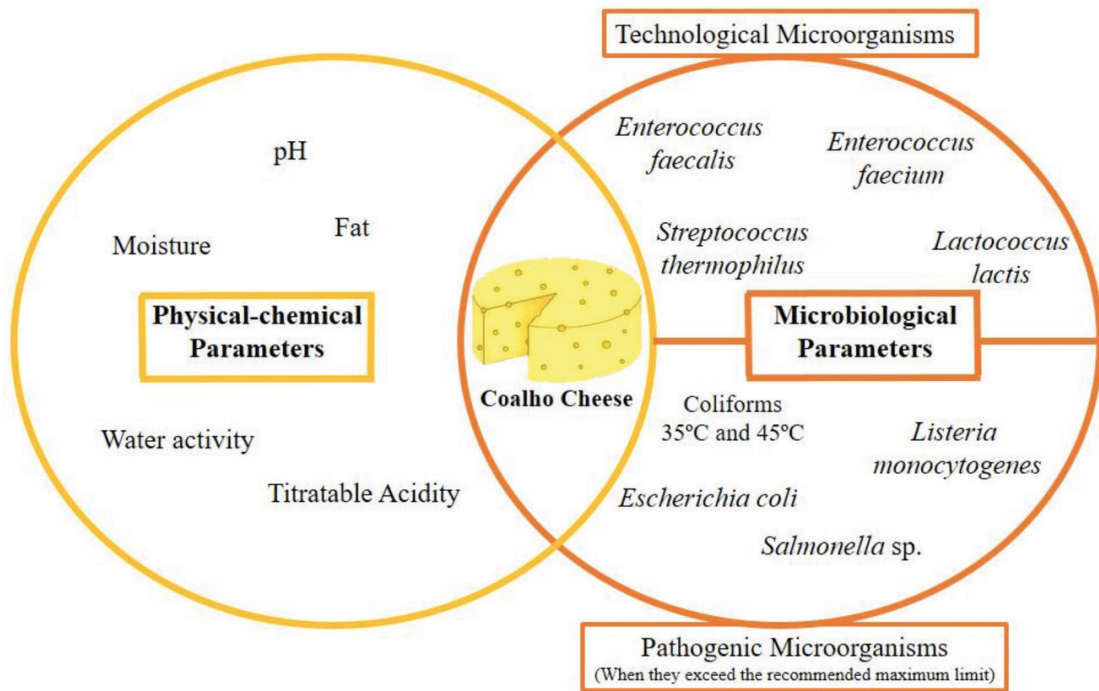 Technological Microorganisms
pH
Fat
Moisture
Physical-chemical
Parameters
Water activity
Titratable Acidity
Coalho Cheese
Enterococcus
faecalis
Enterococcus
faecium
Streptococcus
thermophilus
Lactococcus
lactis
Microbiological
Parameters
Coliforms
35ºC and 45ºC
Listeria
monocytogenes
Escherichia coli
Salmonella sp.
Pathogenic Microorganisms
(When they exceed the recommended maximum limit)